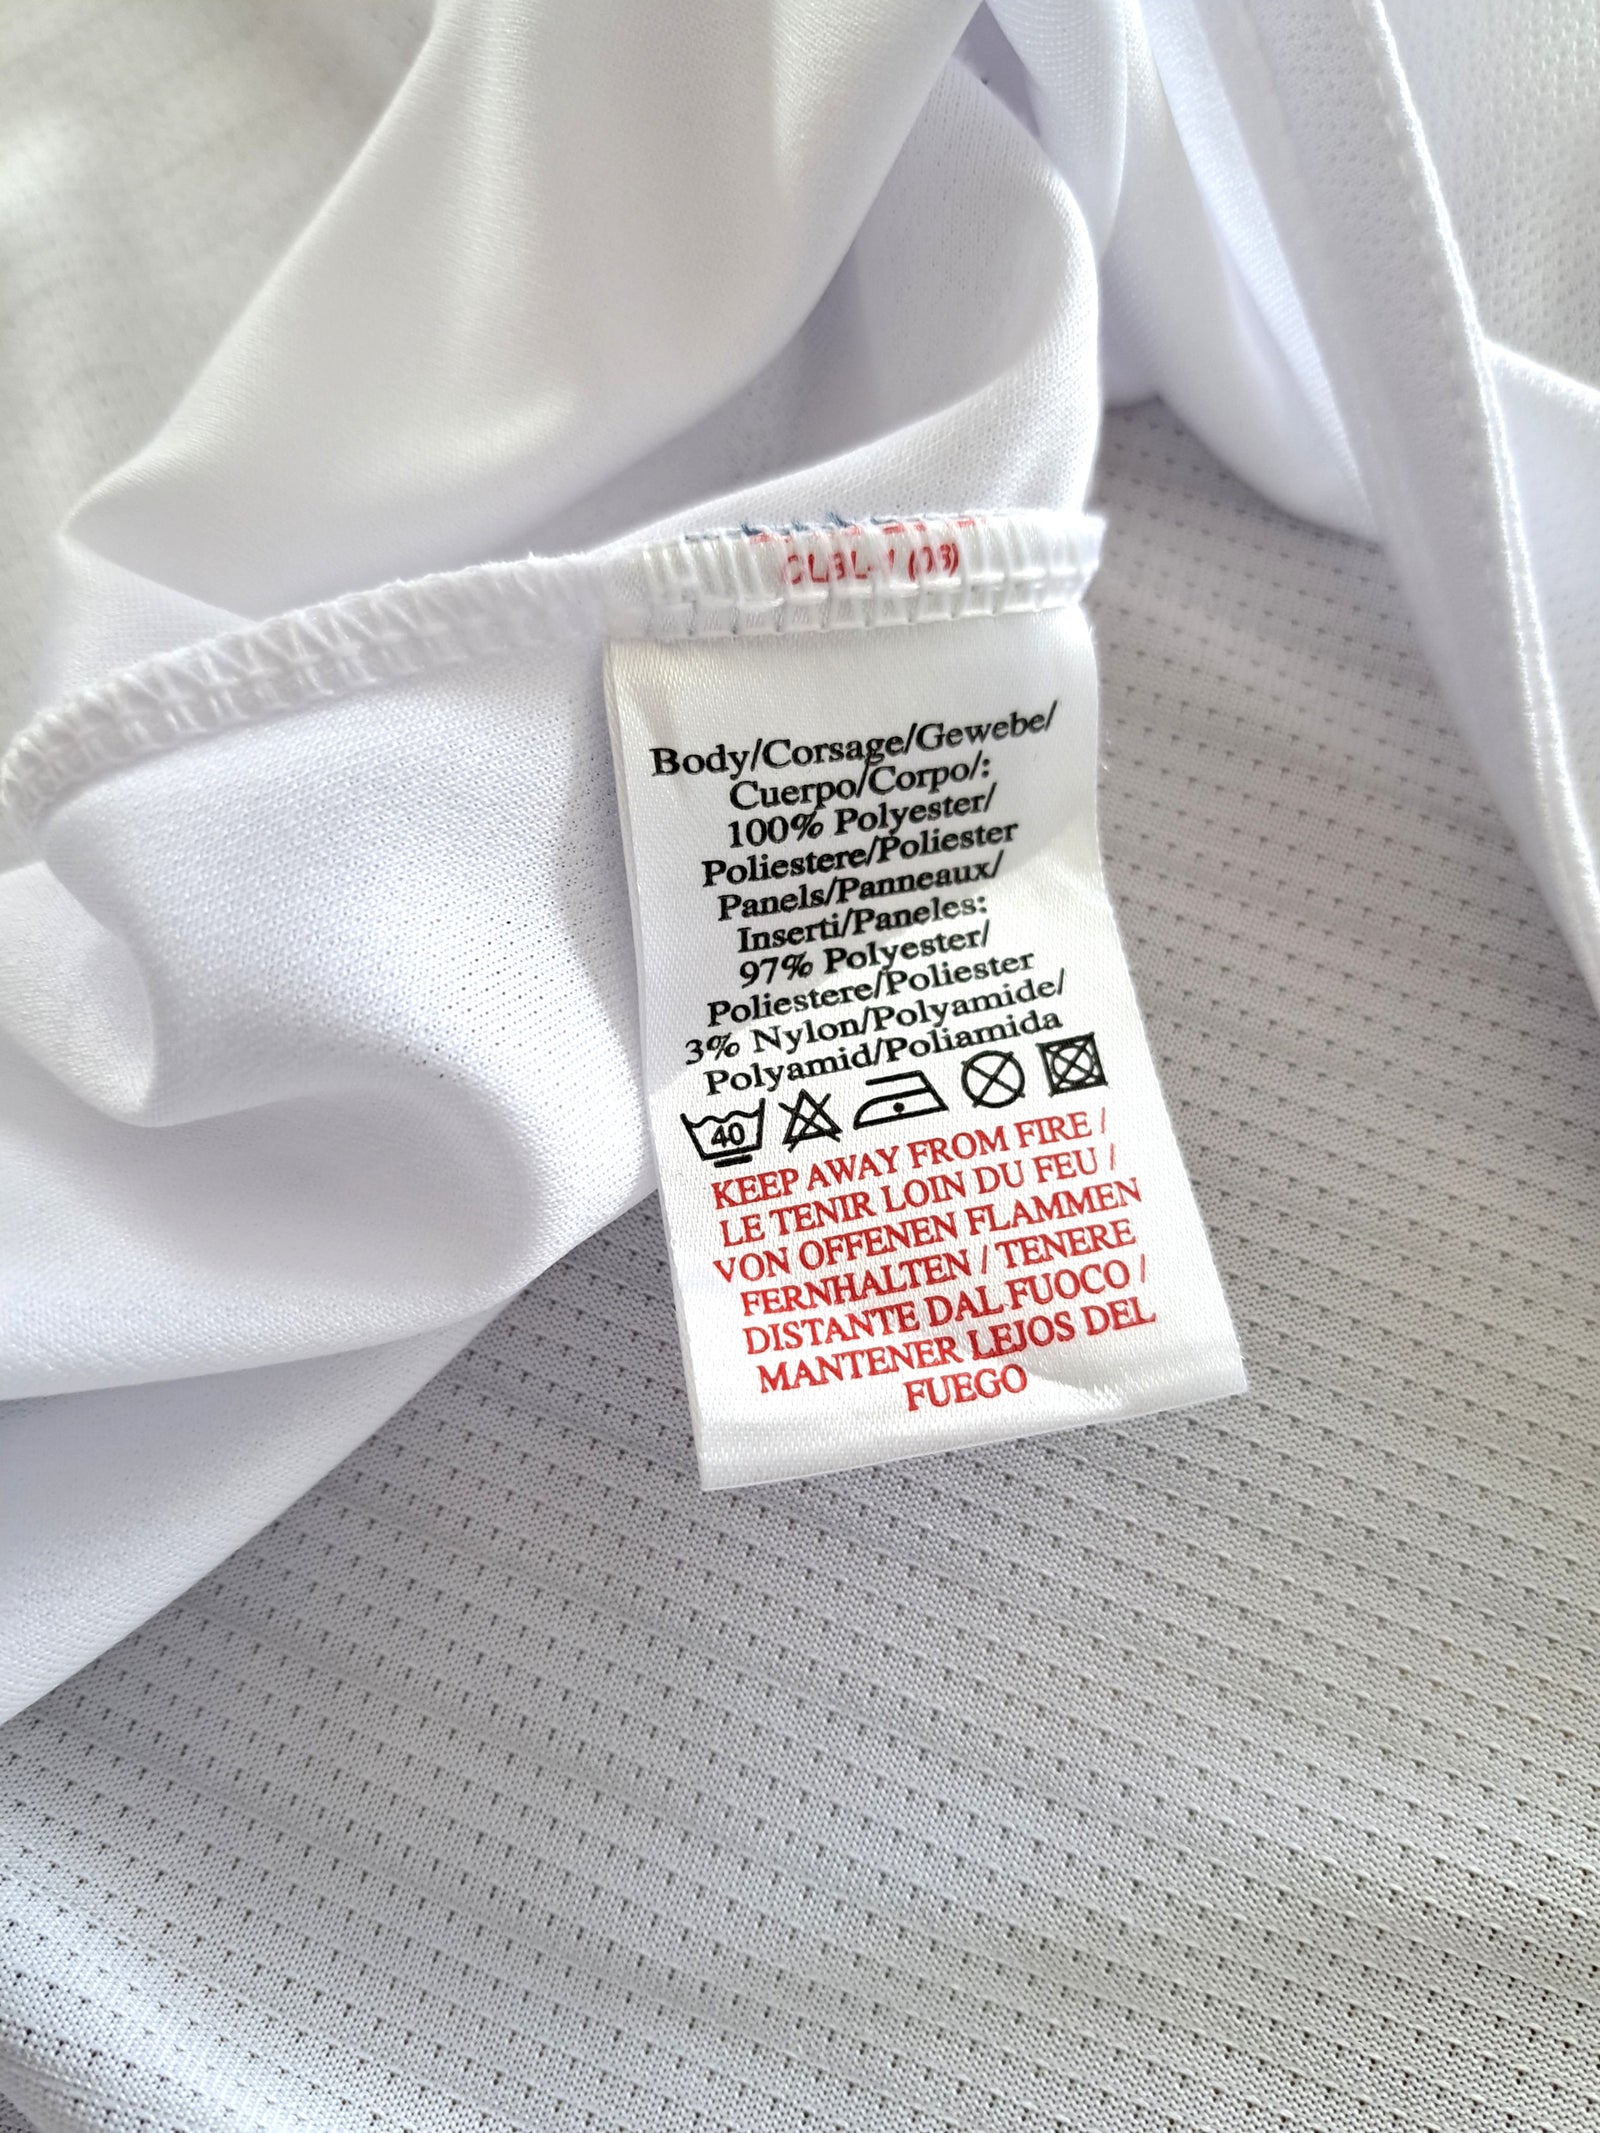 Body/Corsage/Gewebe/
Cuerpo/Corpo/:
100% Polyester/
Poliestere/Poliester
Panels/Panneaux/
Inserti/Paneles:
97% Polyester/
Poliestere/Poliester
3% Nylon/Polyamide/
Polyamid/Poliamida
40
KEEP AWAY FROM FIRE /
LE TENIR LOIN DU FEU /
VON OFFENEN FLAMMEN
FERNHALTEN / TENERE
DISTANTE DAL FUOCO /
MANTENER LEJOS DEL
FUEGO